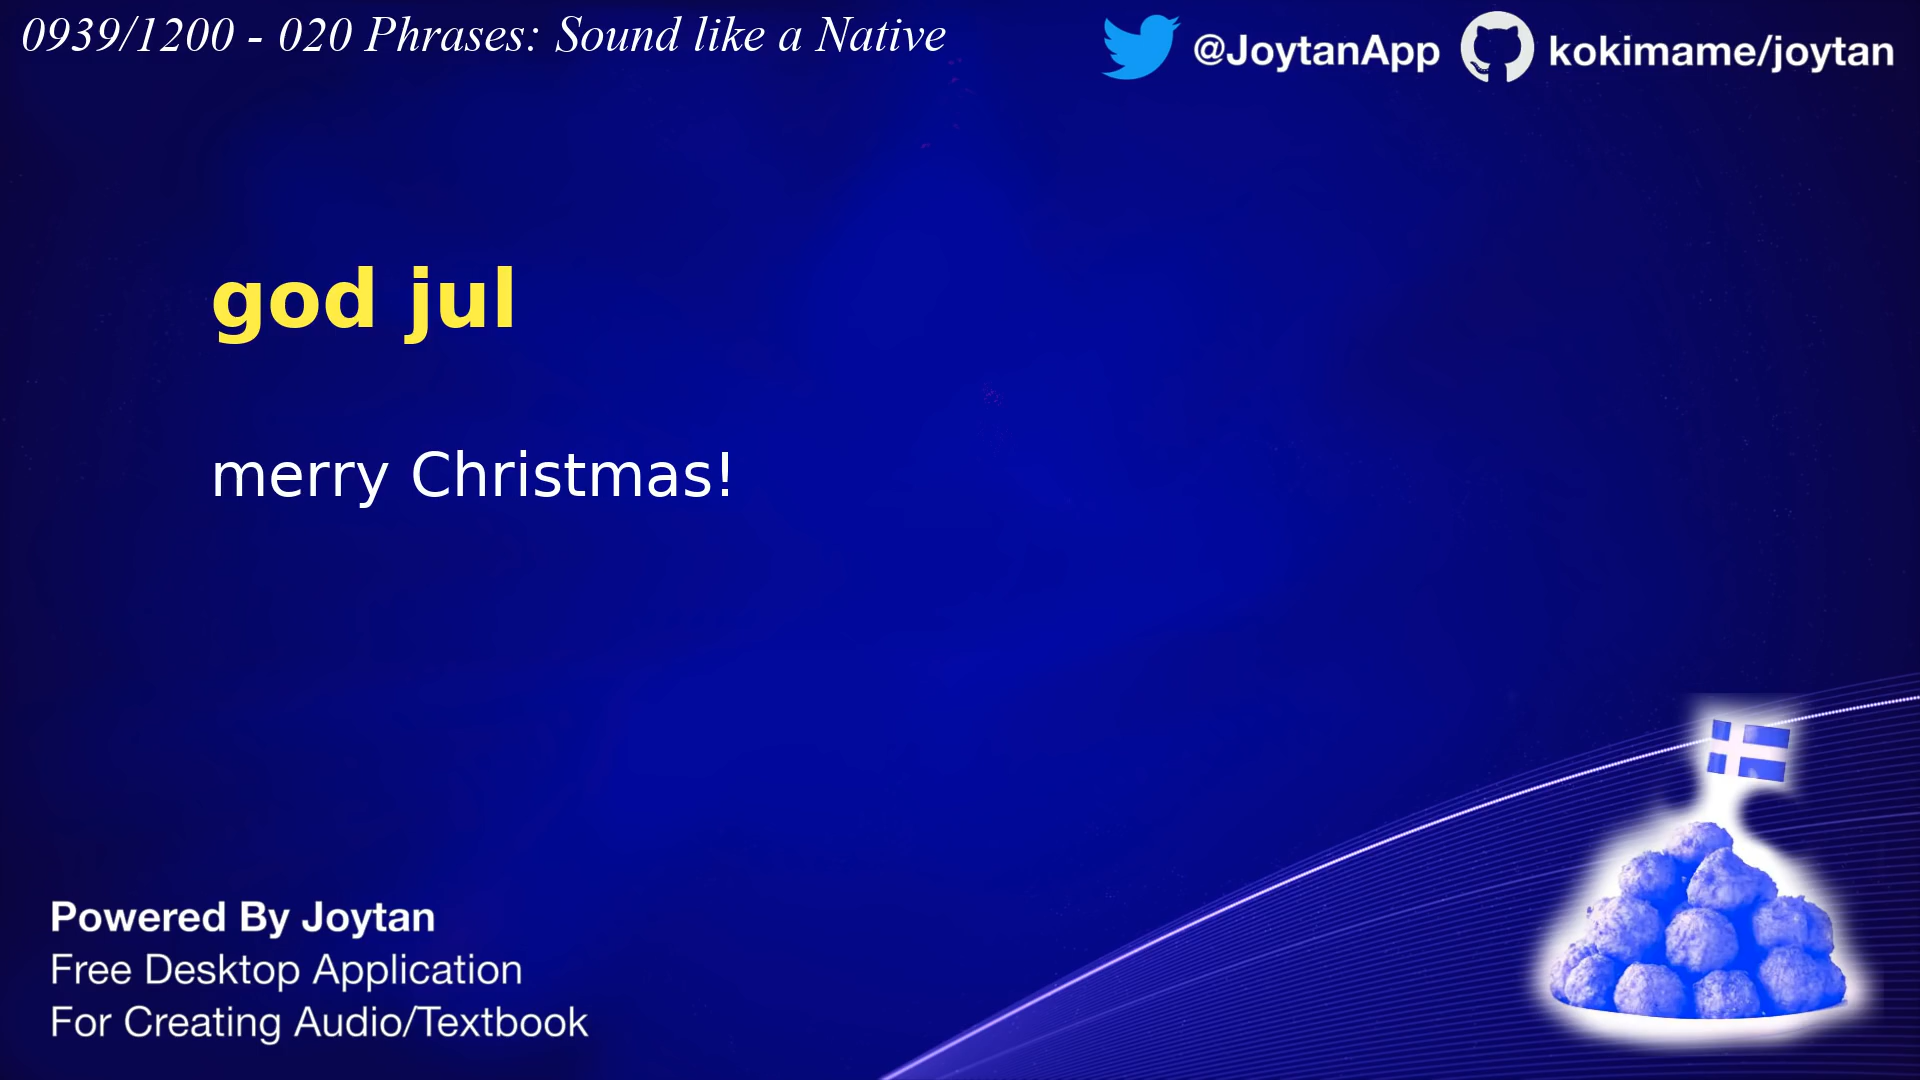 0939/1200 - 020 Phrases: Sound like a Native
@JoytanApp
kokimame/joytan
god jul
merry Christmas!
Powered By Joytan
Free Desktop Application
For Creating Audio/Textbook